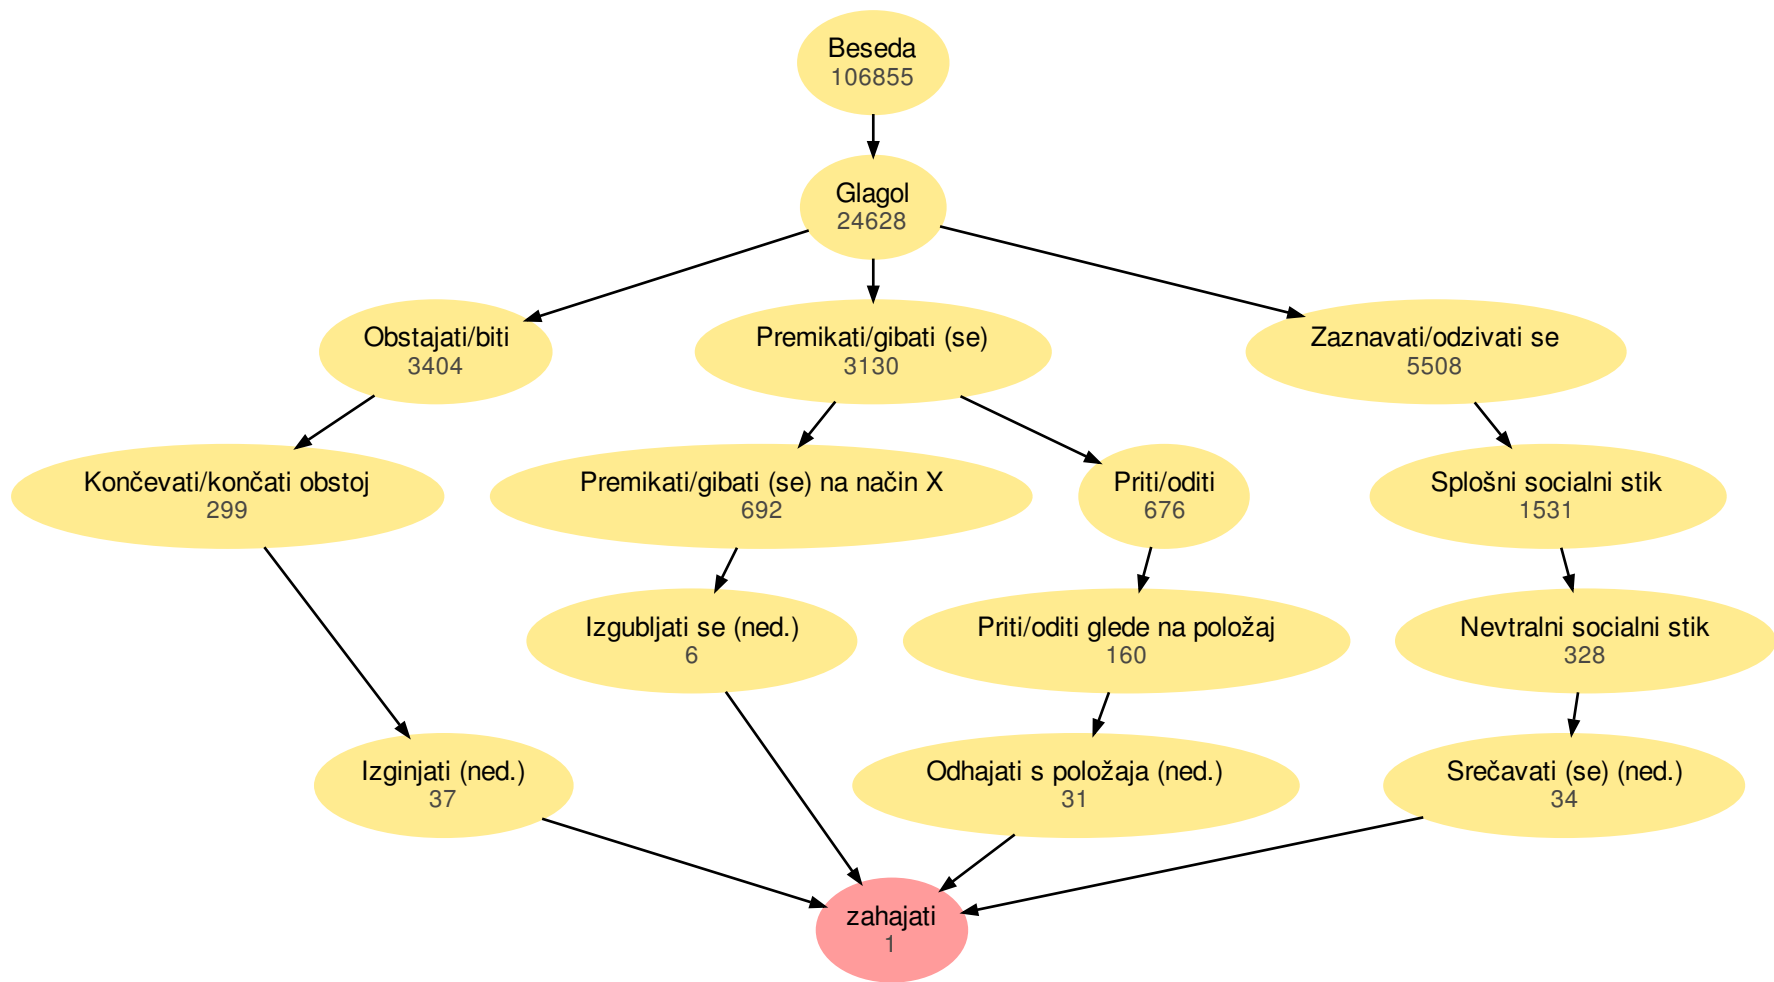 Beseda
106855
Glagol
24628
Obstajati/biti
3404
Premikati/gibati (se)
3130
Zaznavati/odzivati se
5508
Končevati/končati obstoj
299
Premikati/gibati (se) na način X
692
Priti/oditi
676
Splošni socialni stik
1531
Izgubljati se (ned.)
6
Priti/oditi glede na položaj
160
Nevtralni socialni stik
328
Izginjati (ned.)
37
Odhajati s položaja (ned.)
31
Srečavati (se) (ned.)
34
zahajati
1